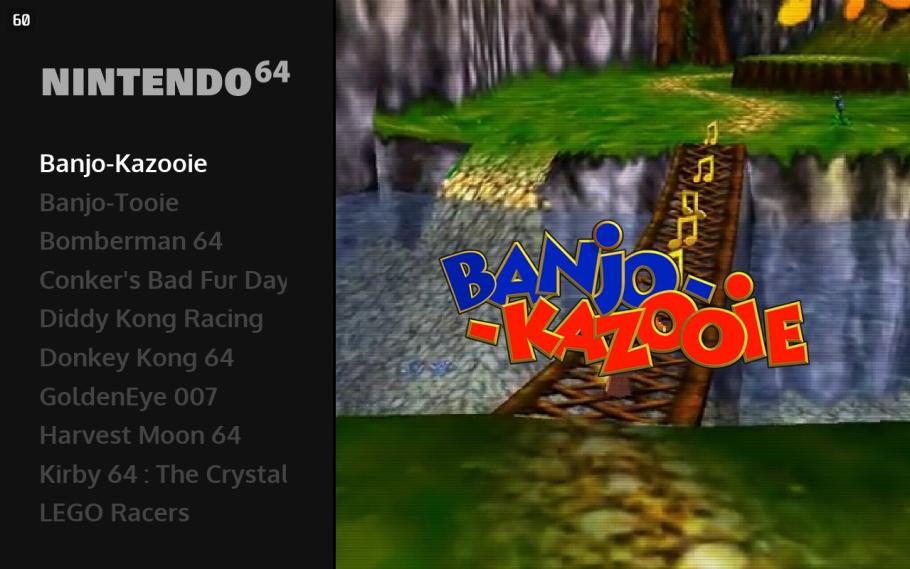 60
NINTENDO64
Banjo-Kazooie
Banjo-Tooie
Bomberman 64
Conker's Bad Fur Day
Diddy Kong Racing
Donkey Kong 64
GoldenEye 007
Harvest Moon 64
Kirby 64 : The Crystal
LEGO Racers
BANJO-
-KAZOOIE